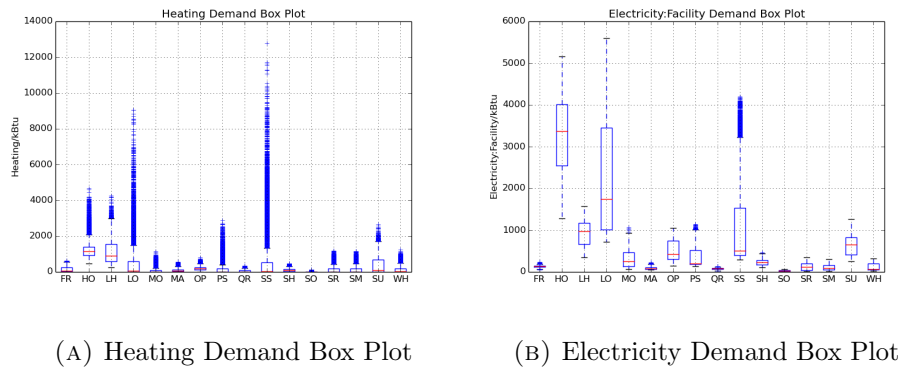 Heating Demand Box Plot
14000
12000
10000
8000
6000
4000
2000
0
Heating/kBtu
FR HO LH LO MO MA OP PS QR SS SH SO SR SM SU WH
Electricity:Facility Demand Box Plot
6000
5000
4000
3000
2000
1000
0
Electricity:Facility/kBtu
FR HO LH LO MO MA OP PS QR SS SH SO SR SM SU WH
(A) Heating Demand Box Plot
(B) Electricity Demand Box Plot